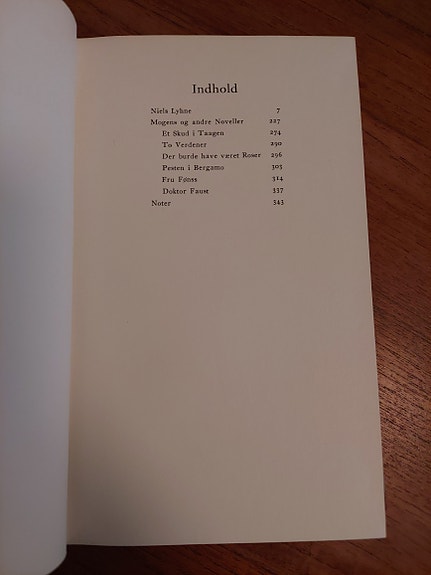 Indhold
Niels Lyhne 7
Mogens og andre Noveller 227
Et Skud i Taagen 274
To Verdener 290
Der burde have været Roser 296
Pesten i Bergamo 303
Fru Fønss 314
Doktor Faust 337
Noter 343